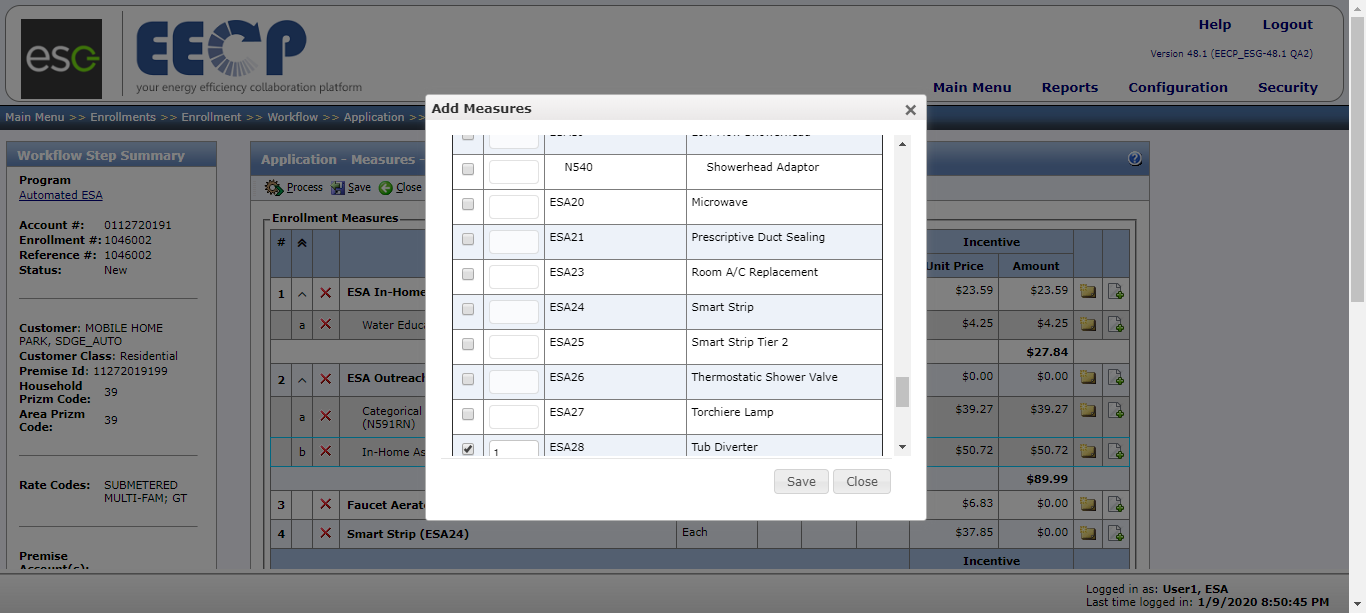 esc
EECP
your energy efficiency collaboration platform
Help
Logout
Version 48.1 (EECP_ESG-48.1 QA2)
Main Menu
Reports
Configuration
Security
Main Menu >> Enrollments >> Enrollment >> Workflow >> Application >>
Workflow Step Summary
Program
Automated ESA
Account #: 0112720191
Enrollment #: 1046002
Reference #: 1046002
Status: New
Customer: MOBILE HOME
PARK, SDGE_AUTO
Customer Class: Residential
Premise Id: 11272019199
Household
Prizm Code: 39
Area Prizm
Code: 39
Rate Codes: SUBMETERED
MULTI-FAM; GT
Premise
Account(s):
Application - Measures -
Process
Save
Close
Enrollment Measures
#
Incentive
Unit Price
Amount
1 ESA In-Home $23.59 $23.59
a Water Educa $4.25 $4.25
$27.84
2 ESA Outreach $0.00 $0.00
a Categorical
(N591RN) $39.27 $39.27
b In-Home As $50.72 $50.72
$89.99
3 Faucet Aerat $6.83 $0.00
4 Smart Strip (ESA24) Each $37.85 $0.00
Incentive
Add Measures
N540 Showerhead Adaptor
ESA20 Microwave
ESA21 Prescriptive Duct Sealing
ESA23 Room A/C Replacement
ESA24 Smart Strip
ESA25 Smart Strip Tier 2
ESA26 Thermostatic Shower Valve
ESA27 Torchiere Lamp
1 ESA28 Tub Diverter
Save
Close
Logged in as: User1, ESA
Last time logged in: 1/9/2020 8:50:45 PM